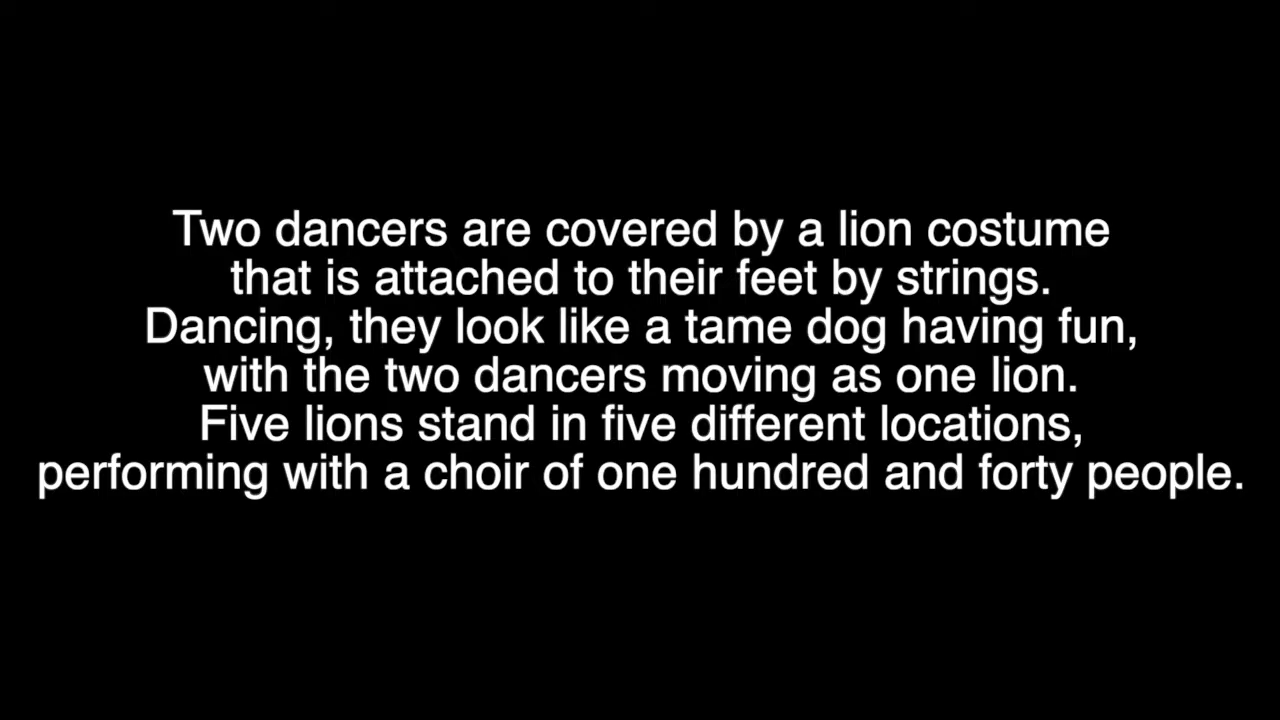 Two dancers are covered by a lion costume
that is attached to their feet by strings.
Dancing, they look like a tame dog having fun,
with the two dancers moving as one lion.
Five lions stand in five different locations,
performing with a choir of one hundred and forty people.